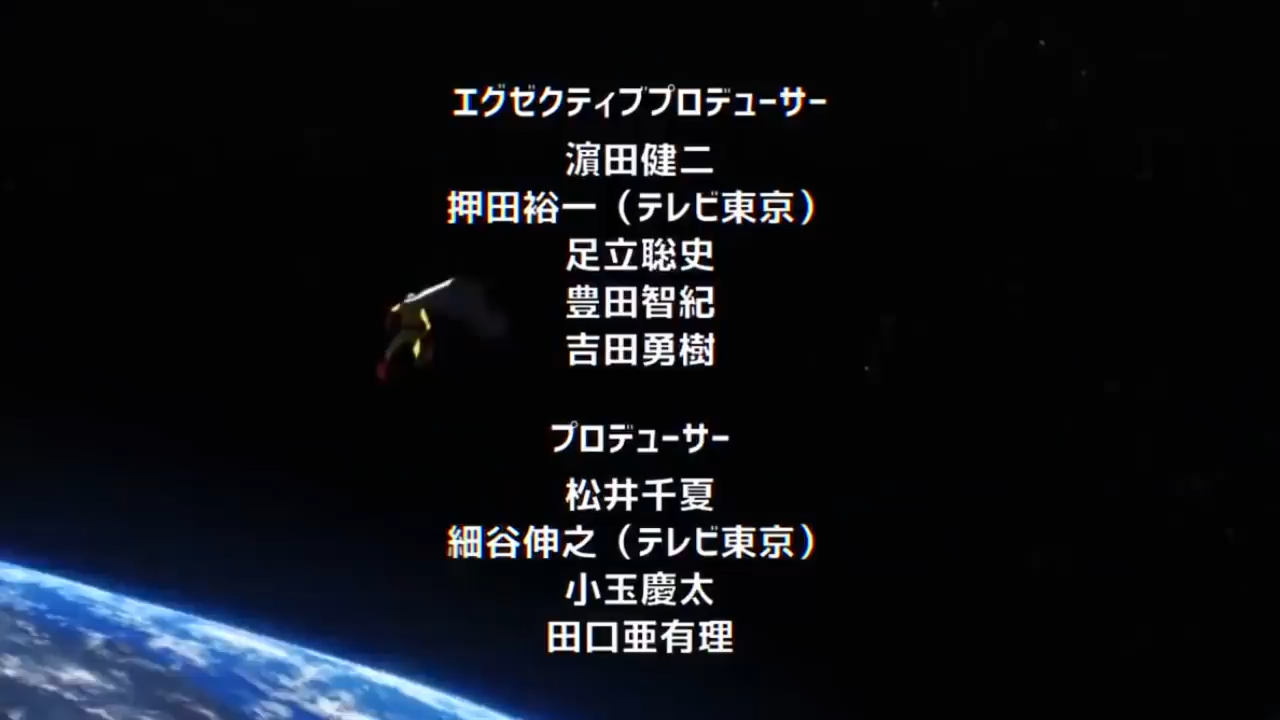 エグゼクティブプロデューサー
濵田健二
押田裕一（テレビ東京）
足立聡史
豊田智紀
吉田勇樹
プロデューサー
松井千夏
細谷伸之（テレビ東京）
小玉慶太
田口亜有理